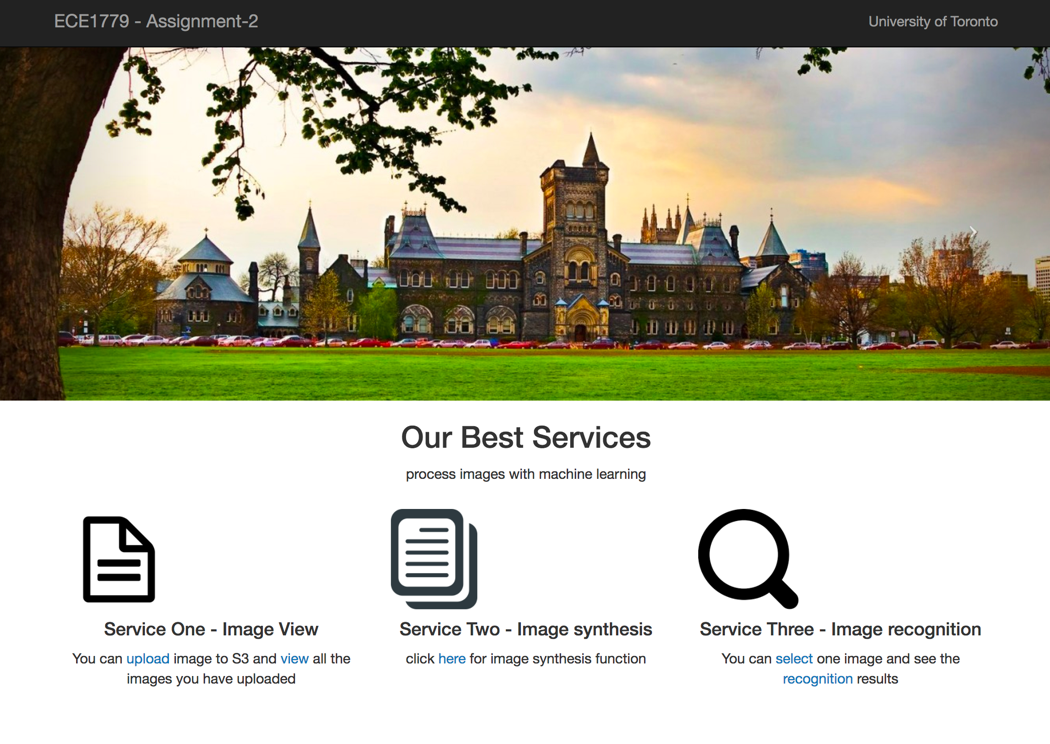 ECE1779 - Assignment-2
University of Toronto
Our Best Services
process images with machine learning
Service One - Image View
You can upload image to S3 and view all the
images you have uploaded
Service Two - Image synthesis
click here for image synthesis function
Service Three - Image recognition
You can select one image and see the
recognition results